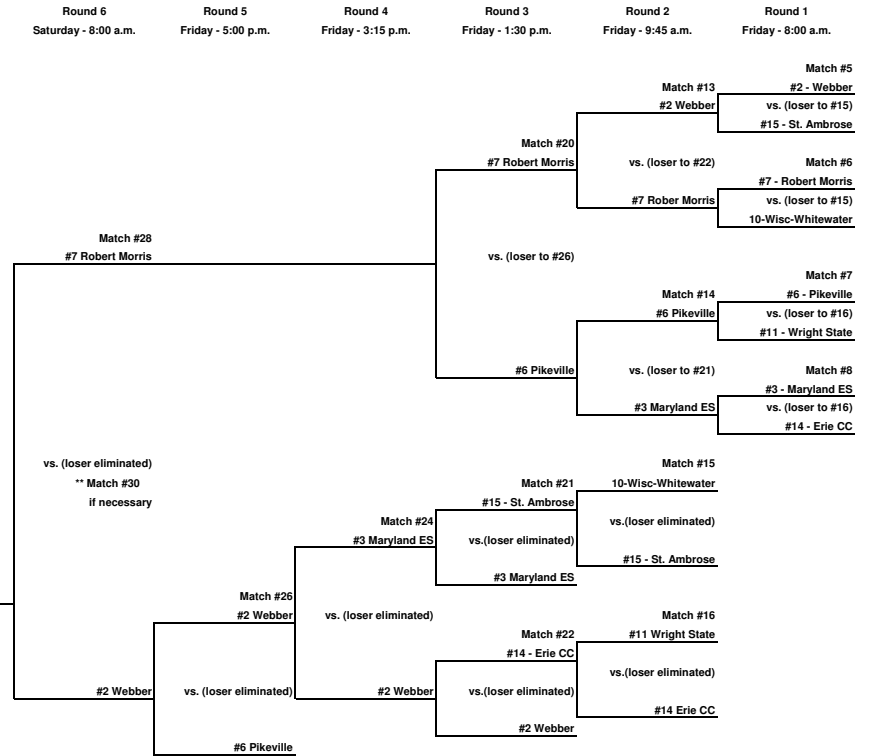 Round 6 Round 5 Round 4 Round 3 Round 2 Round 1
Saturday - 8:00 a.m. Friday - 5:00 p.m. Friday - 3:15 p.m. Friday - 1:30 p.m. Friday - 9:45 a.m. Friday - 8:00 a.m.
Match #5
Match #13 #2 - Webber
#2 Webber vs. (loser to #15)
#15 - St. Ambrose
Match #20
#7 Robert Morris vs. (loser to #22) Match #6
#7 - Robert Morris
#7 Rober Morris vs. (loser to #15)
10-Wisc-Whitewater
Match #28
#7 Robert Morris vs. (loser to #26)
Match #7
Match #14 #6 - Pikeville
#6 Pikeville vs. (loser to #16)
#11 - Wright State
#6 Pikeville vs. (loser to #21) Match #8
#3 - Maryland ES
#3 Maryland ES vs. (loser to #16)
#14 - Erie CC
vs. (loser eliminated) Match #15
** Match #30 Match #21 10-Wisc-Whitewater
if necessary #15 - St. Ambrose
Match #24 vs.(loser eliminated)
#3 Maryland ES vs.(loser eliminated)
#15 - St. Ambrose
#3 Maryland ES
Match #26
#2 Webber vs. (loser eliminated) Match #16
Match #22 #11 Wright State
#14 - Erie CC
vs.(loser eliminated)
#2 Webber vs. (loser eliminated) #2 Webber vs.(loser eliminated)
#14 Erie CC
#2 Webber
#6 Pikeville